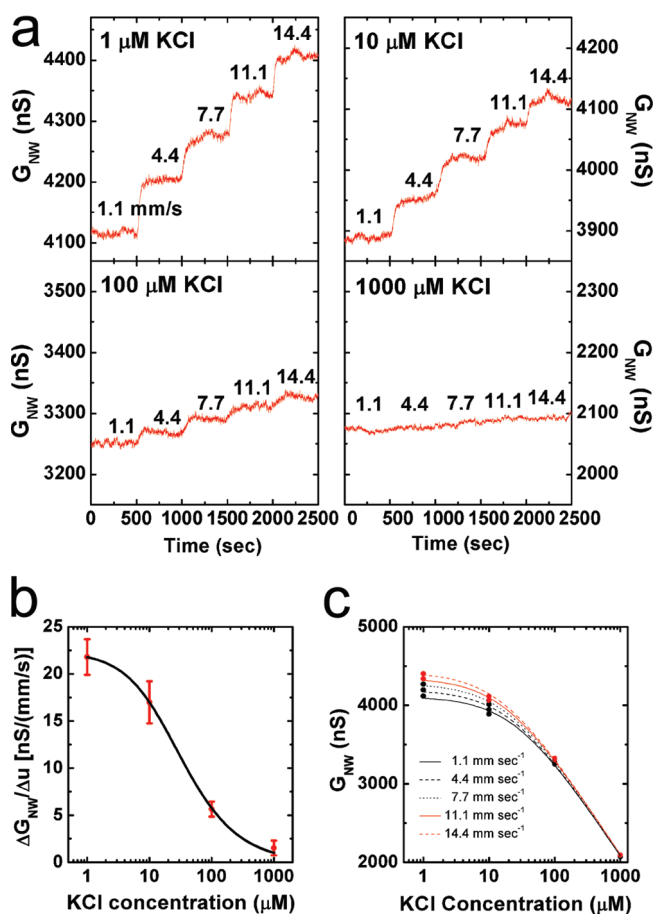 a
1 μM KCl
10 μM KCl
14.4
11.1
7.7
4.4
1.1 mm/s
4400
4300
4200
4100
G_NW (nS)
14.4
11.1
7.7
4.4
1.1
4200
4100
4000
3900
G_NW (nS)
100 μM KCl
1000 μM KCl
3500
3400
3300
3200
G_NW (nS)
1.1 4.4 7.7 11.1 14.4
1.1 4.4 7.7 11.1 14.4
2300
2200
2100
2000
G_NW (nS)
0 500 1000 1500 2000 2500
0 500 1000 1500 2000 2500
Time (sec)
Time (sec)
b
25
20
15
10
5
0
ΔG_NW/Δu [nS/(mm/s)]
1 10 100 1000
KCl concentration (μM)
c
5000
4000
3000
2000
G_NW (nS)
1.1 mm sec⁻¹
4.4 mm sec⁻¹
7.7 mm sec⁻¹
11.1 mm sec⁻¹
14.4 mm sec⁻¹
1 10 100 1000
KCl Concentration (μM)